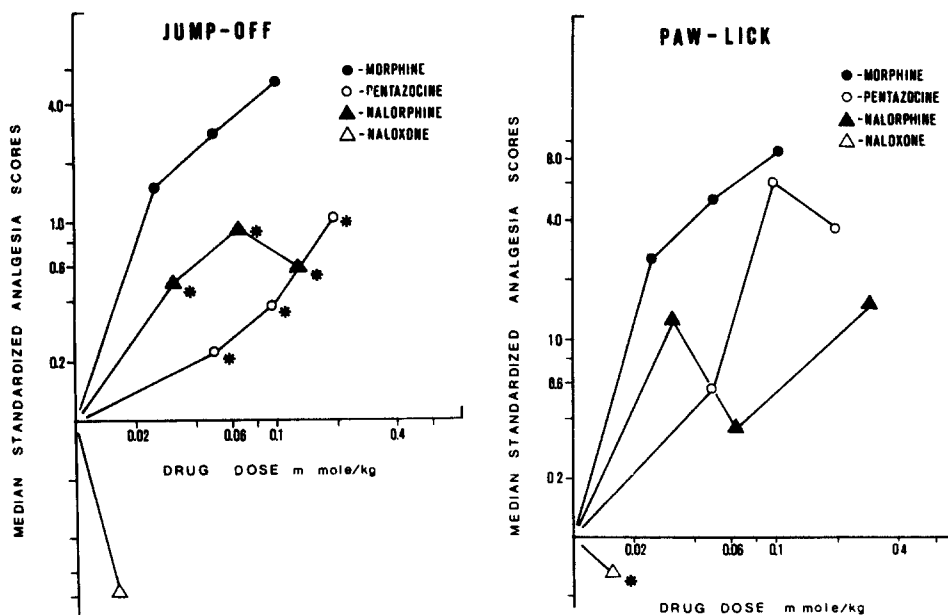 JUMP-OFF
● -MORPHINE
○ -PENTAZOCINE
▲ -NALORPHINE
△ -NALOXONE
MEDIAN STANDARDIZED ANALGESIA SCORES
4.0
1.0
0.6
0.2
0.02 0.06 0.1 0.4
DRUG DOSE m mole/kg
PAW-LICK
● -MORPHINE
○ -PENTAZOCINE
▲ -NALORPHINE
△ -NALOXONE
MEDIAN STANDARDIZED ANALGESIA SCORES
8.0
4.0
1.0
0.6
0.2
0.02 0.06 0.1 0.4
DRUG DOSE m mole/kg